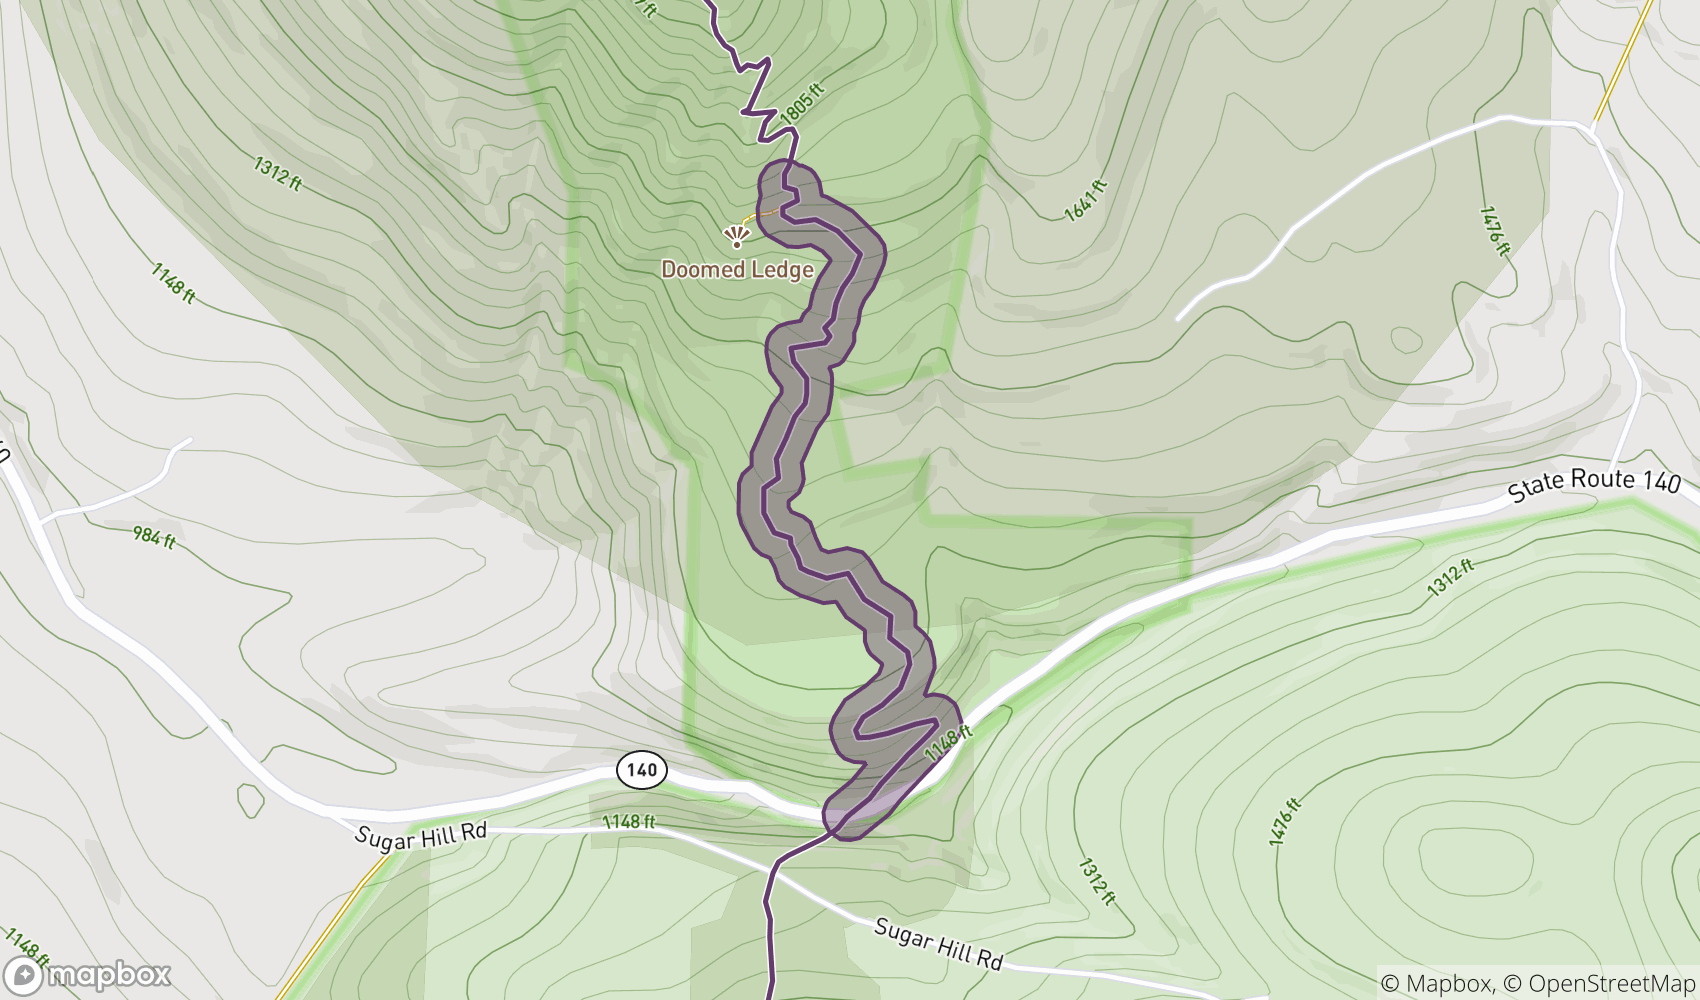 1805 ft
1312 ft
1641 ft
1476 ft
Doomed Ledge
1148 ft
State Route 140
984 ft
1312 ft
1148 ft
140
1148 ft
Sugar Hill Rd
1476 ft
1312 ft
Sugar Hill Rd
1148 ft
mapbox
© Mapbox, © OpenStreetMap